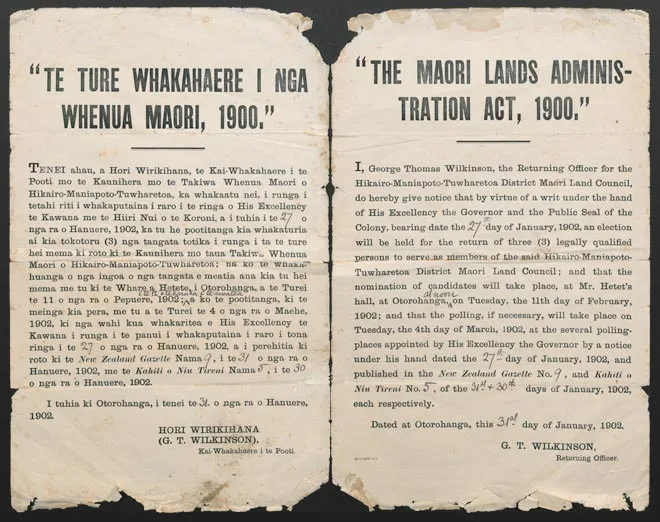 "TE TURE WHAKAHAERE I NGA
WHENUA MAORI, 1900."
TENEI ahau, a Hori Wirikihana, te Kai-Whakahaere i te
Pooti mo te Kaunihera mo te Takiwa Whenua Maori o
Hikairo-Maniapoto-Tuwharetoa, ka whakaatu nei, i runga i
tetahi riti i whakaputaina i raro i te ringa o His Excellency
te Kawana me te Hiiri Nui o te Koroni, a i tuhia i te 27 o
nga ra o Hanuere, 1902, ka tu he pootitanga kia whakaturia
ai kia tokotoru (3) nga tangata totika i runga i ta te ture
hei mema ki roto ki te Kaunihera mo taua Takiwa Whenua
Maori o Hikairo-Maniapoto-Tuwharetoa; na ko te whaka-
huanga o nga ingoa o nga tangata e meatia ana kia tu hei
mema me tu ki te Whare a Hetete, i Otorohanga, a te Turei
te 11 o nga ra o Pepuere, 1902; a ko te pootitanga, ki te
meinga kia pera, me tu a te Turei te 4 o nga ra o Maehe,
1902, ki nga wahi kua whakaritea e His Excellency te
Kawana i runga i te panui i whakaputaina i raro i tona
ringa i te 27 o nga ra o Hanuere, 1902, a i perehitia ki
roto ki te New Zealand Gazette Nama 9, i te 31 o nga ra o
Hanuere, 1902, me te Kahiti o Niu Tireni Nama 5, i te 30
o nga ra o Hanuere, 1902.
I tuhia ki Otorohanga, i tenei te 31 o nga ra o Hanuere,
1902.
HORI WIRIKIHANA
(G. T. WILKINSON),
Kai-Whakahaere i te Pooti.
"THE MAORI LANDS ADMINIS-
TRATION ACT, 1900."
I, George Thomas Wilkinson, the Returning Officer for the
Hikairo-Maniapoto-Tuwharetoa District Maori Land Council,
do hereby give notice that by virtue of a writ under the hand
of His Excellency the Governor and the Public Seal of the
Colony, bearing date the 27th day of January, 1902, an election
will be held for the return of three (3) legally qualified
persons to serve as members of the said Hikairo-Maniapoto-
Tuwharetoa District Maori Land Council; and that the
nomination of candidates will take place, at Mr. Hetet's
at noon
hall, at Otorohanga, on Tuesday, the 11th day of February,
1902; and that the polling, if necessary, will take place on
Tuesday, the 4th day of March, 1902, at the several polling-
places appointed by His Excellency the Governor by a notice
under his hand dated the 27th day of January, 1902, and
published in the New Zealand Gazette No. 9, and Kahiti o
Niu Tireni No. 5, of the 31st + 30th days of January, 1902,
each respectively.
Dated at Otorohanga, this 31st day of January, 1902.
G. T. WILKINSON,
Returning Officer.